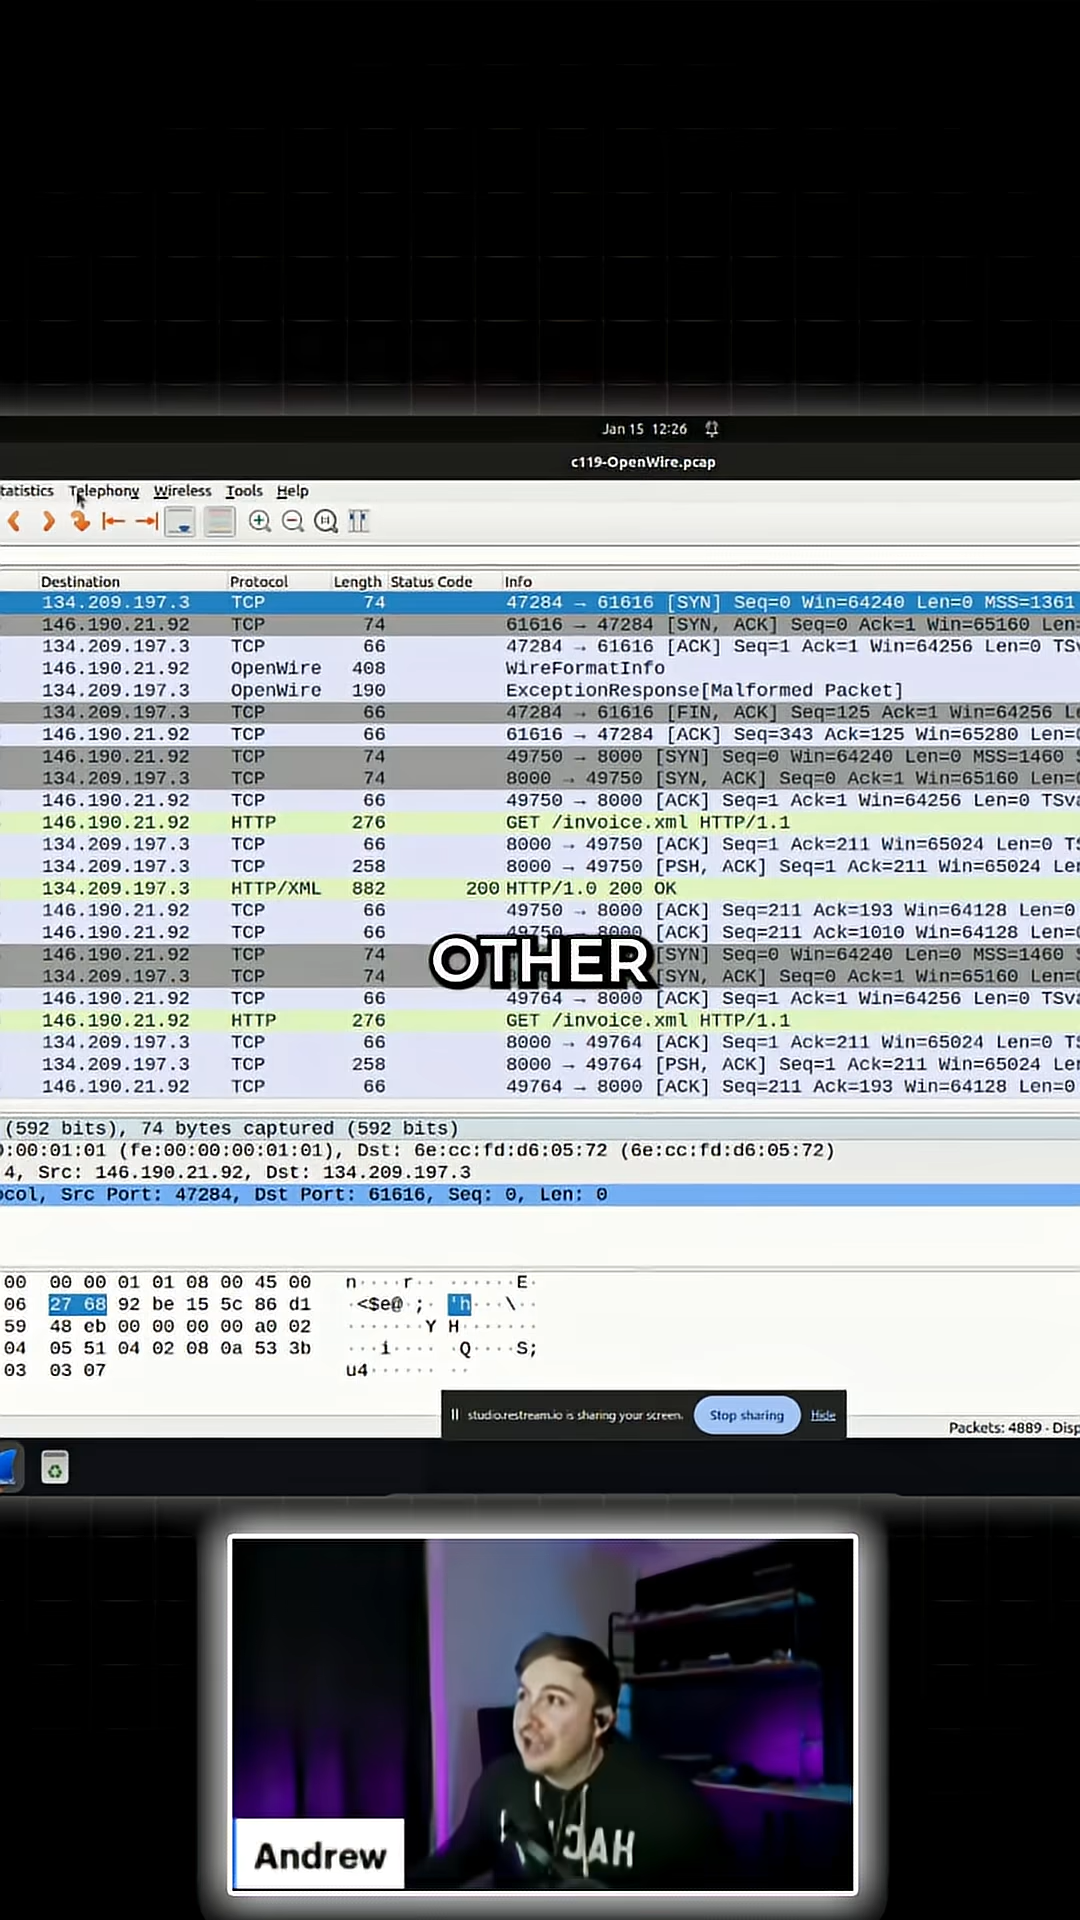 Jan 15 12:26
c119-OpenWire.pcap
tatistics Telephony Wireless Tools Help
Destination Protocol Length Status Code Info
134.209.197.3 TCP 74 47284 → 61616 [SYN] Seq=0 Win=64240 Len=0 MSS=1361
146.190.21.92 TCP 74 61616 → 47284 [SYN, ACK] Seq=0 Ack=1 Win=65160 Len=
134.209.197.3 TCP 66 47284 → 61616 [ACK] Seq=1 Ack=1 Win=64256 Len=0 TSv
146.190.21.92 OpenWire 408 WireFormatInfo
134.209.197.3 OpenWire 190 ExceptionResponse[Malformed Packet]
134.209.197.3 TCP 66 47284 → 61616 [FIN, ACK] Seq=125 Ack=1 Win=64256 L
146.190.21.92 TCP 66 61616 → 47284 [ACK] Seq=343 Ack=125 Win=65280 Len=
146.190.21.92 TCP 74 49750 → 8000 [SYN] Seq=0 Win=64240 Len=0 MSS=1460 S
134.209.197.3 TCP 74 8000 → 49750 [SYN, ACK] Seq=0 Ack=1 Win=65160 Len=0
146.190.21.92 TCP 66 49750 → 8000 [ACK] Seq=1 Ack=1 Win=64256 Len=0 TSva
146.190.21.92 HTTP 276 GET /invoice.xml HTTP/1.1
134.209.197.3 TCP 66 8000 → 49750 [ACK] Seq=1 Ack=211 Win=65024 Len=0 T
134.209.197.3 TCP 258 8000 → 49750 [PSH, ACK] Seq=1 Ack=211 Win=65024 Len
134.209.197.3 HTTP/XML 882 200 HTTP/1.0 200 OK
146.190.21.92 TCP 66 49750 → 8000 [ACK] Seq=211 Ack=193 Win=64128 Len=0
146.190.21.92 TCP 66 49750 → 8000 [ACK] Seq=211 Ack=1010 Win=64128 Len=
146.190.21.92 TCP 74 [SYN] Seq=0 Win=64240 Len=0 MSS=1460
OTHER
134.209.197.3 TCP 74 [SYN, ACK] Seq=0 Ack=1 Win=65160 Len=0
146.190.21.92 TCP 66 49764 → 8000 [ACK] Seq=1 Ack=1 Win=64256 Len=0 TSva
146.190.21.92 HTTP 276 GET /invoice.xml HTTP/1.1
134.209.197.3 TCP 66 8000 → 49764 [ACK] Seq=1 Ack=211 Win=65024 Len=0 TS
134.209.197.3 TCP 258 8000 → 49764 [PSH, ACK] Seq=1 Ack=211 Win=65024 Len
146.190.21.92 TCP 66 49764 → 8000 [ACK] Seq=211 Ack=193 Win=64128 Len=0
(592 bits), 74 bytes captured (592 bits)
:00:01:01 (fe:00:00:00:01:01), Dst: 6e:cc:fd:d6:05:72 (6e:cc:fd:d6:05:72)
4, Src: 146.190.21.92, Dst: 134.209.197.3
ocol, Src Port: 47284, Dst Port: 61616, Seq: 0, Len: 0
00 00 00 01 01 08 00 45 00 n····r·· ······E·
06 27 68 92 be 15 5c 86 d1 ·<$e@·;· 'h···\··
59 48 eb 00 00 00 00 a0 02 ·······Y H·······
04 05 51 04 02 08 0a 53 3b ···i···· ·Q····S;
03 03 07 u4······ ··
studio.restream.io is sharing your screen. Stop sharing Hide
Packets: 4889 · Disp
Andrew